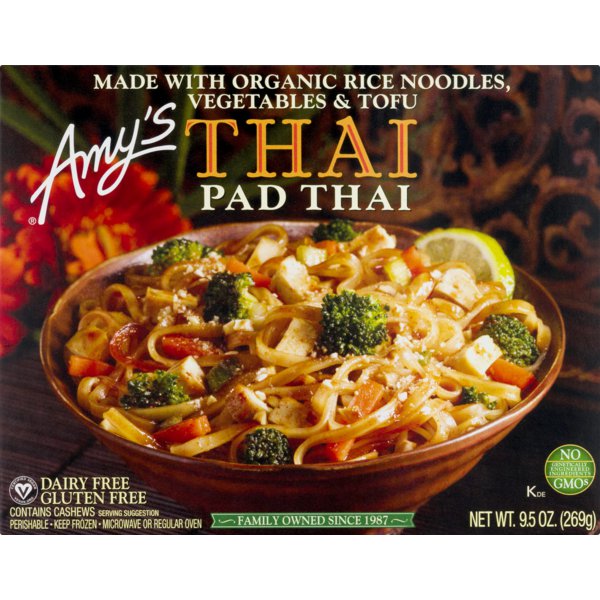 MADE WITH ORGANIC RICE NOODLES,
VEGETABLES & TOFU
Amy's
®
THAI
PAD THAI
DAIRY FREE
GLUTEN FREE
CONTAINS CASHEWS SERVING SUGGESTION
PERISHABLE • KEEP FROZEN • MICROWAVE OR REGULAR OVEN
FAMILY OWNED SINCE 1987
NO
GENETICALLY
ENGINEERED
INGREDIENTS
GMOs
K DE
NET WT. 9.5 OZ. (269g)